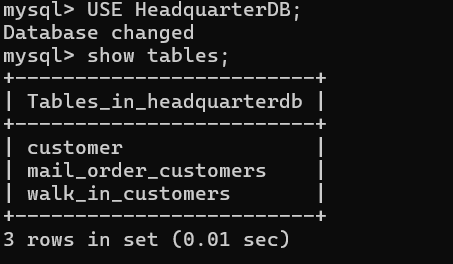 mysql> USE HeadquarterDB;
Database changed
mysql> show tables;
+-------------------------+
| Tables_in_headquarterdb |
+-------------------------+
| customer                |
| mail_order_customers    |
| walk_in_customers       |
+-------------------------+
3 rows in set (0.01 sec)